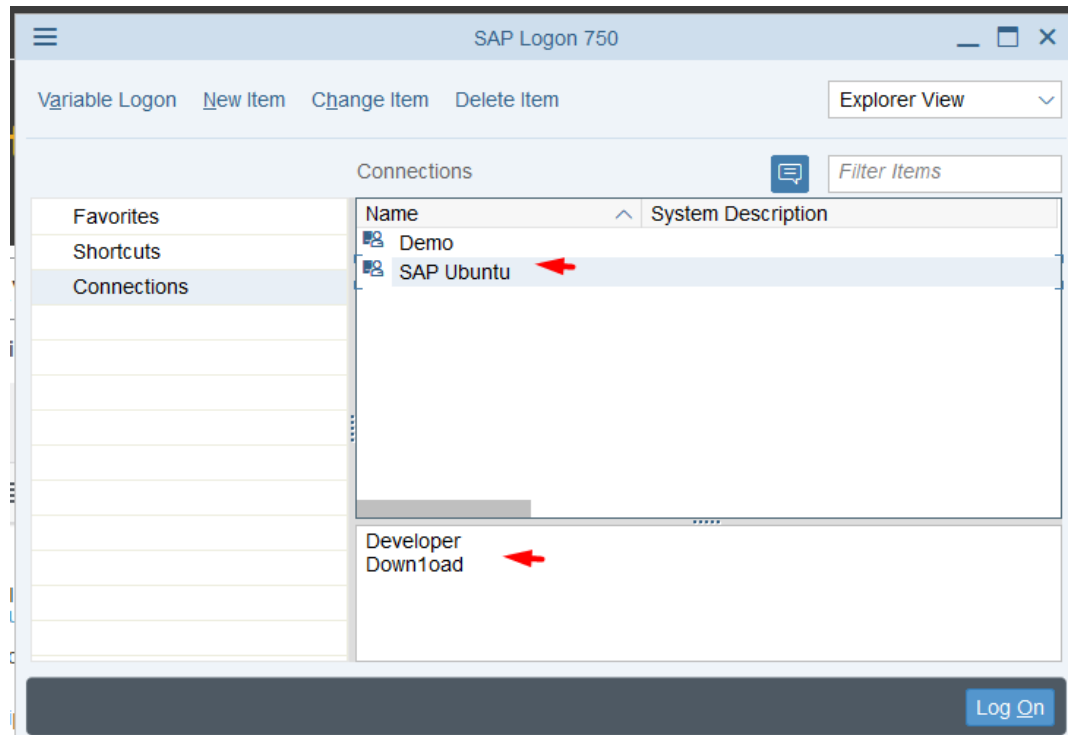 SAP Logon 750
Variable Logon New Item Change Item Delete Item Explorer View
Connections Filter Items
Favorites
Shortcuts
Connections
Name System Description
Demo
SAP Ubuntu
Developer
Down1oad
Log On